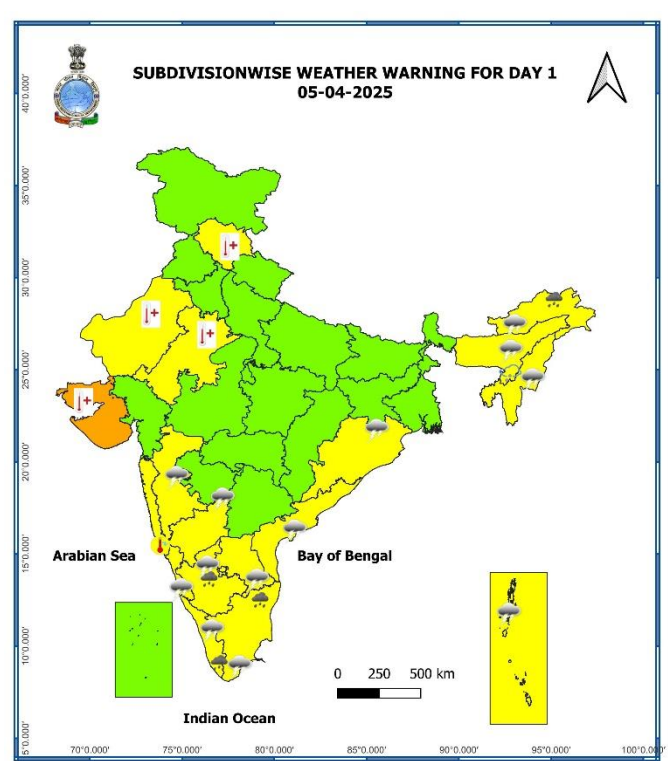 SUBDIVISIONWISE WEATHER WARNING FOR DAY 1
05-04-2025
40°0.000'
35°0.000'
30°0.000'
25°0.000'
20°0.000'
15°0.000'
10°0.000'
5°0.000'
Arabian Sea
Bay of Bengal
0 250 500 km
Indian Ocean
70°0.000' 75°0.000' 80°0.000' 85°0.000' 90°0.000' 95°0.000' 100°0.000'